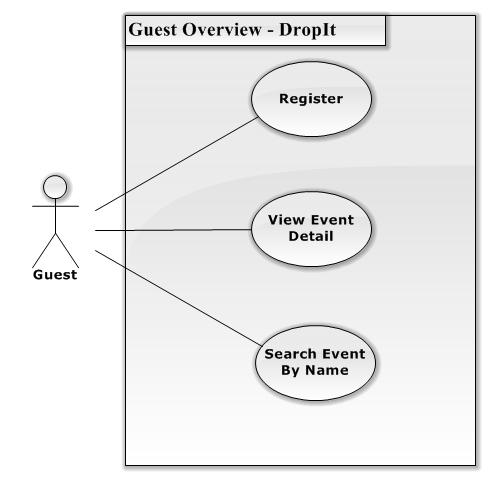 Guest Overview - DropIt
Register
View Event
Detail
Guest
Search Event
By Name